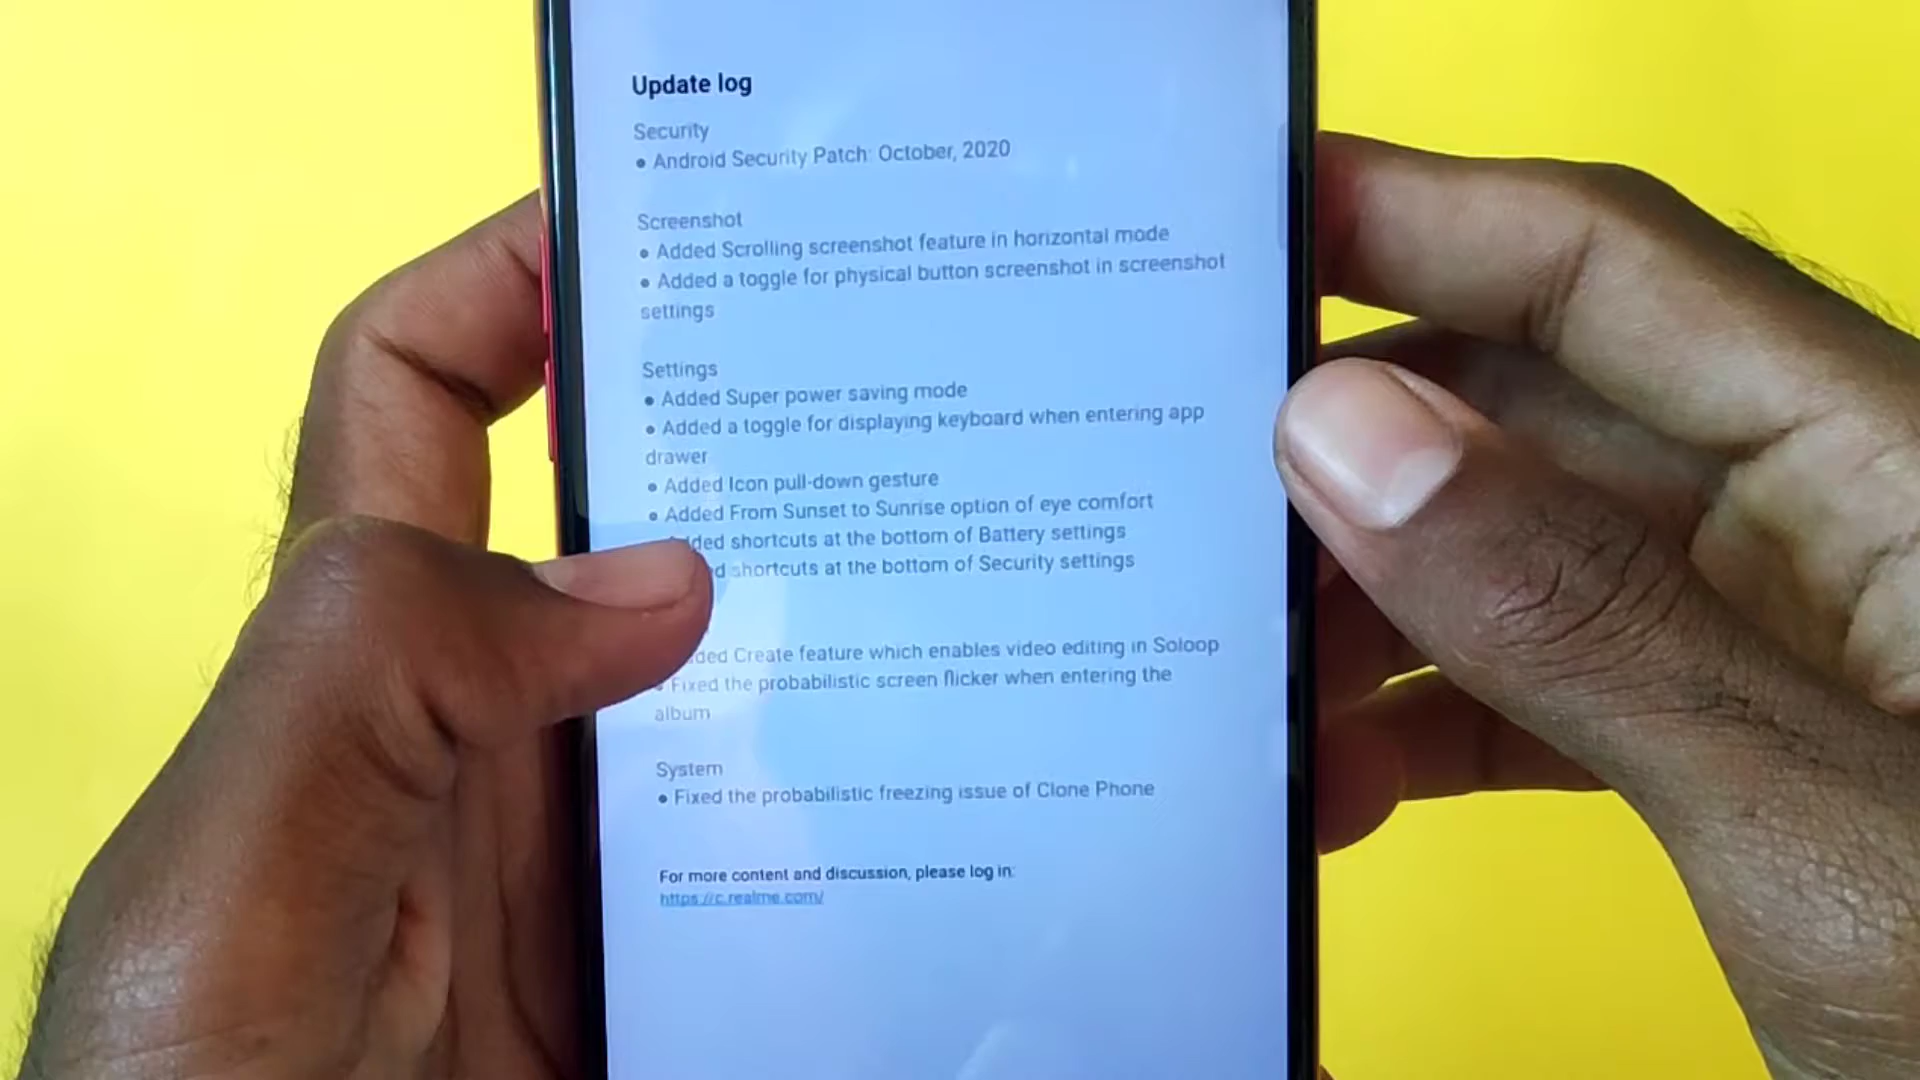 Update log
Security
• Android Security Patch: October, 2020
Screenshot
• Added Scrolling screenshot feature in horizontal mode
• Added a toggle for physical button screenshot in screenshot
settings
Settings
• Added Super power saving mode
• Added a toggle for displaying keyboard when entering app
drawer
• Added Icon pull-down gesture
• Added From Sunset to Sunrise option of eye comfort
shortcuts at the bottom of Battery settings
shortcuts at the bottom of Security settings
Create feature which enables video editing in Soloop
• Fixed the probabilistic screen flicker when entering the
album
System
• Fixed the probabilistic freezing issue of Clone Phone
For more content and discussion, please log in:
https://c.realme.com/